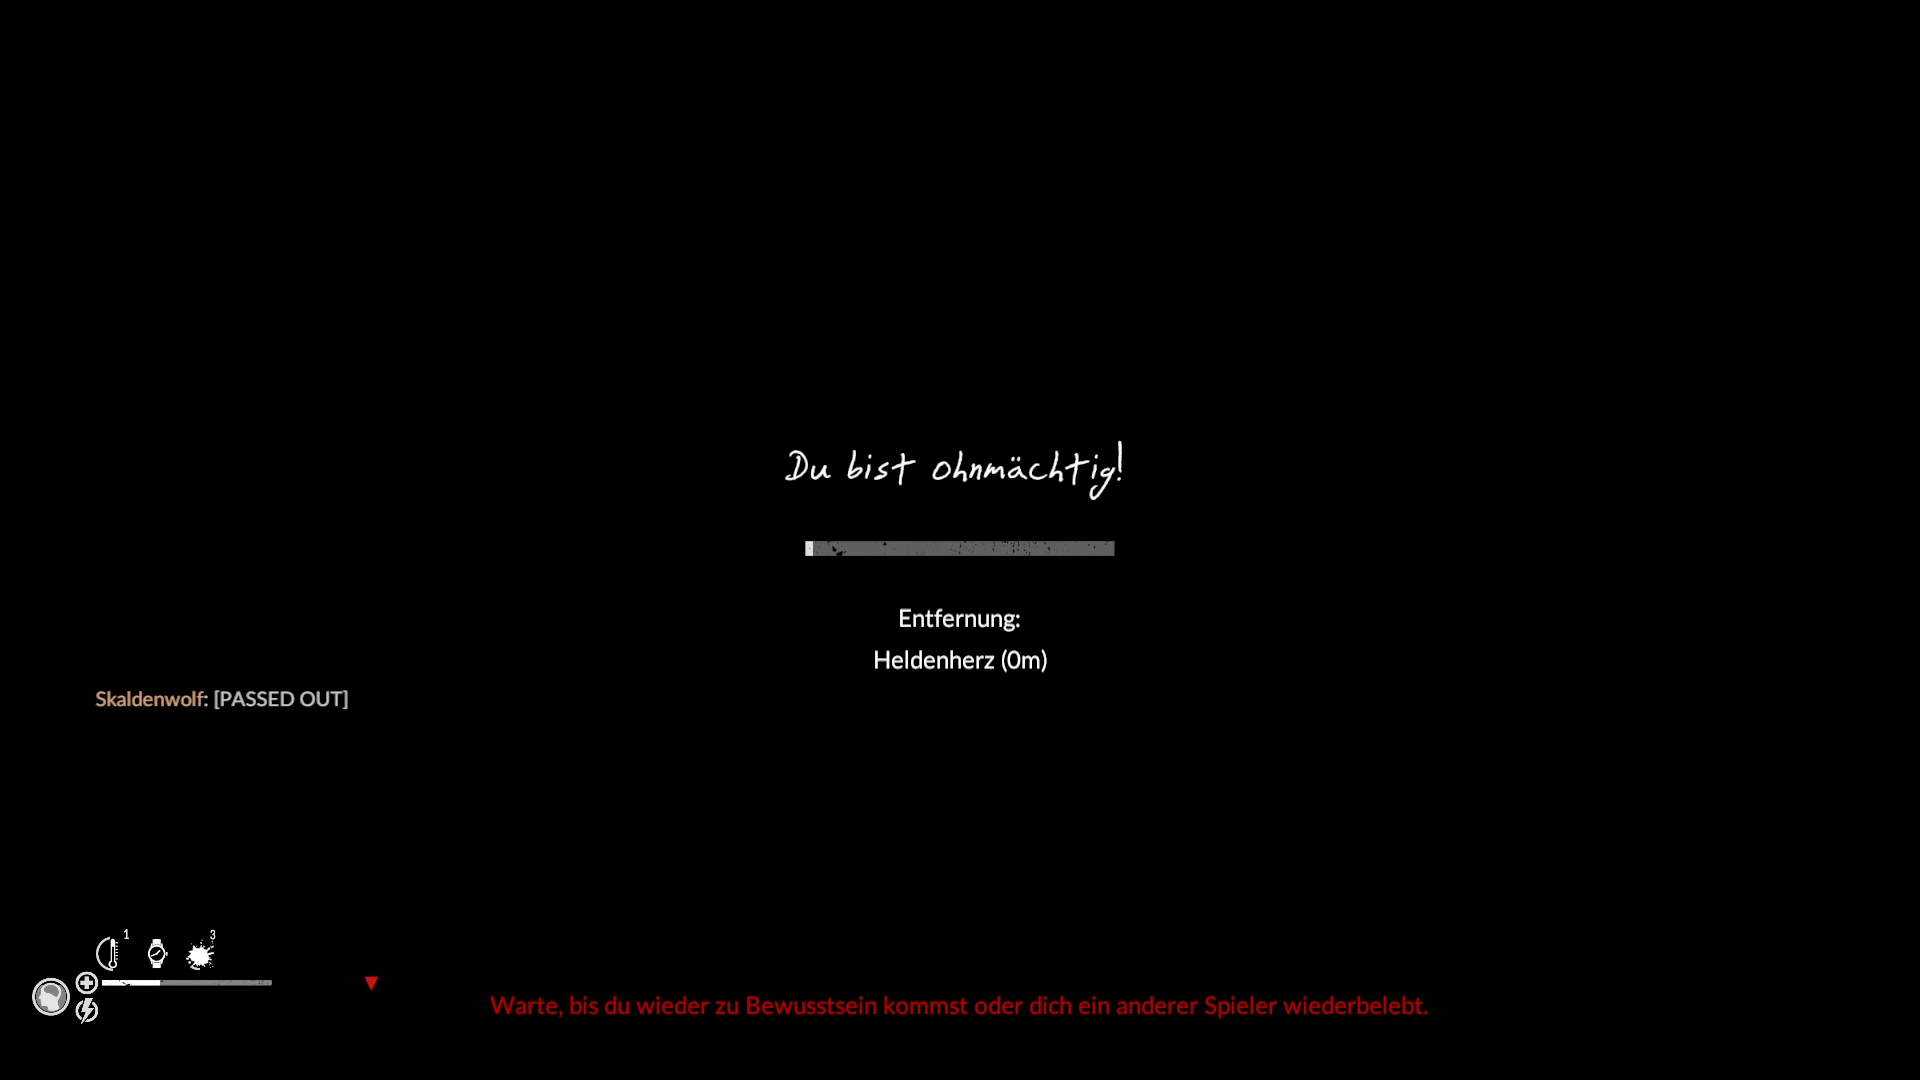 Du bist ohnmächtig!
Entfernung:
Heldenherz (0m)
Skaldenwolf: [PASSED OUT]
1
3
Warte, bis du wieder zu Bewusstsein kommst oder dich ein anderer Spieler wiederbelebt.